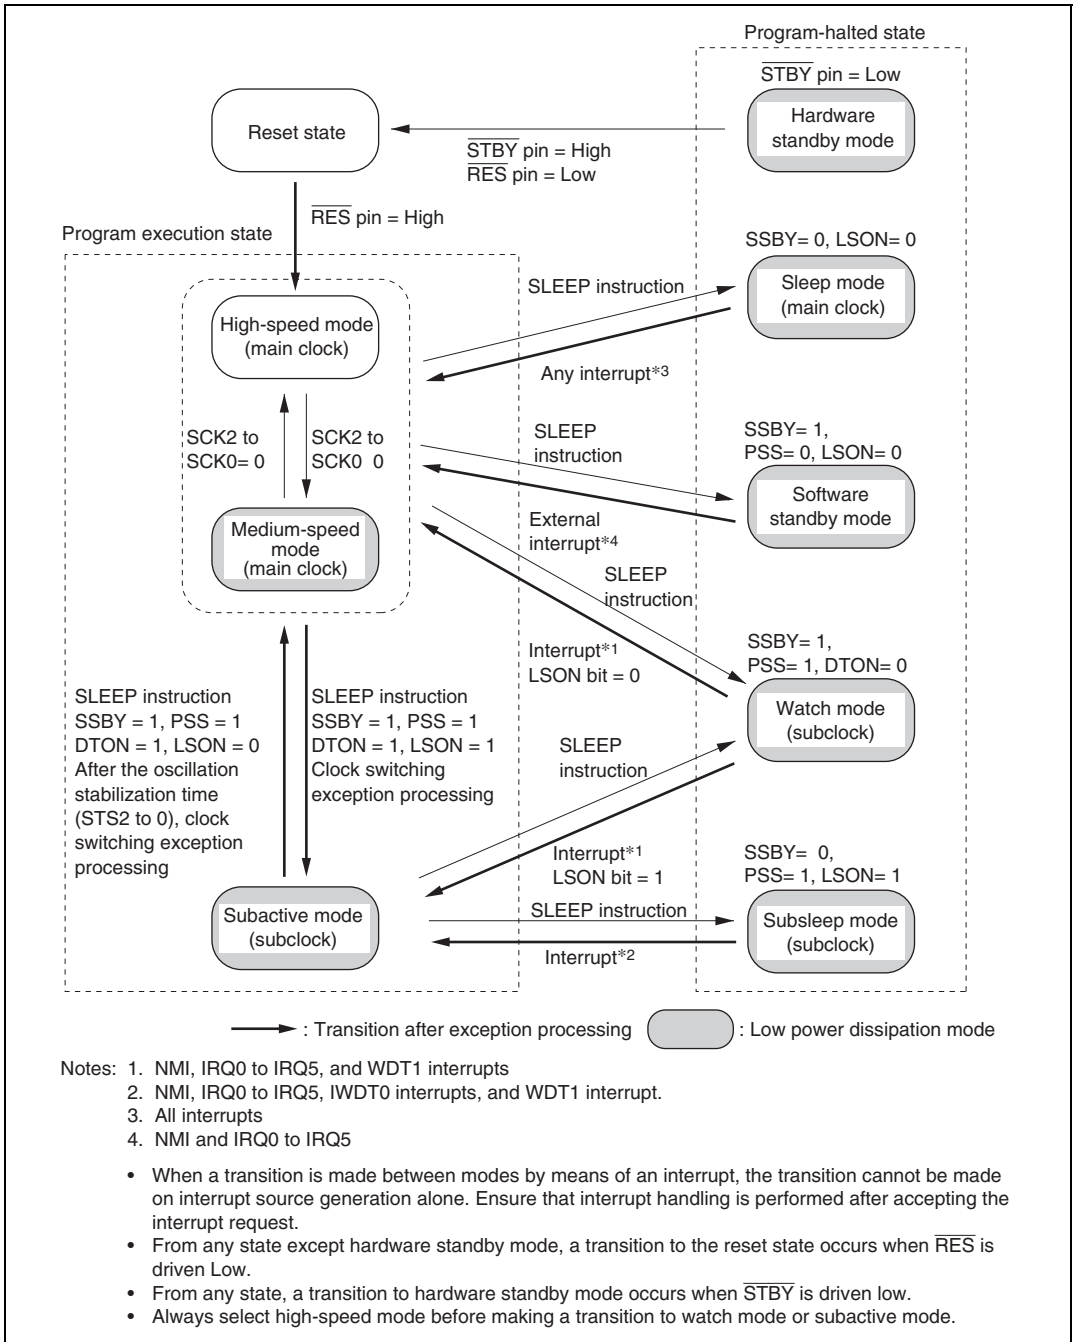 Program-halted state
STBY pin = Low
Hardware
standby mode
Reset state
STBY pin = High
RES pin = Low
RES pin = High
Program execution state
SSBY= 0, LSON= 0
Sleep mode
(main clock)
SLEEP instruction
High-speed mode
(main clock)
Any interrupt*3
SCK2 to
SCK0= 0
SCK2 to
SCK0 0
SLEEP
instruction
SSBY= 1,
PSS= 0, LSON= 0
Software
standby mode
Medium-speed
mode
(main clock)
External
interrupt*4
SLEEP
instruction
Interrupt*1
LSON bit = 0
SSBY= 1,
PSS= 1, DTON= 0
Watch mode
(subclock)
SLEEP instruction
SSBY = 1, PSS = 1
DTON = 1, LSON = 0
After the oscillation
stabilization time
(STS2 to 0), clock
switching exception
processing
SLEEP instruction
SSBY = 1, PSS = 1
DTON = 1, LSON = 1
Clock switching
exception processing
SLEEP
instruction
Interrupt*1
LSON bit = 1
SSBY= 0,
PSS= 1, LSON= 1
Subactive mode
(subclock)
SLEEP instruction
Interrupt*2
Subsleep mode
(subclock)
: Transition after exception processing
: Low power dissipation mode
Notes: 1. NMI, IRQ0 to IRQ5, and WDT1 interrupts
2. NMI, IRQ0 to IRQ5, IWDT0 interrupts, and WDT1 interrupt.
3. All interrupts
4. NMI and IRQ0 to IRQ5
• When a transition is made between modes by means of an interrupt, the transition cannot be made
on interrupt source generation alone. Ensure that interrupt handling is performed after accepting the
interrupt request.
• From any state except hardware standby mode, a transition to the reset state occurs when RES is
driven Low.
• From any state, a transition to hardware standby mode occurs when STBY is driven low.
• Always select high-speed mode before making a transition to watch mode or subactive mode.